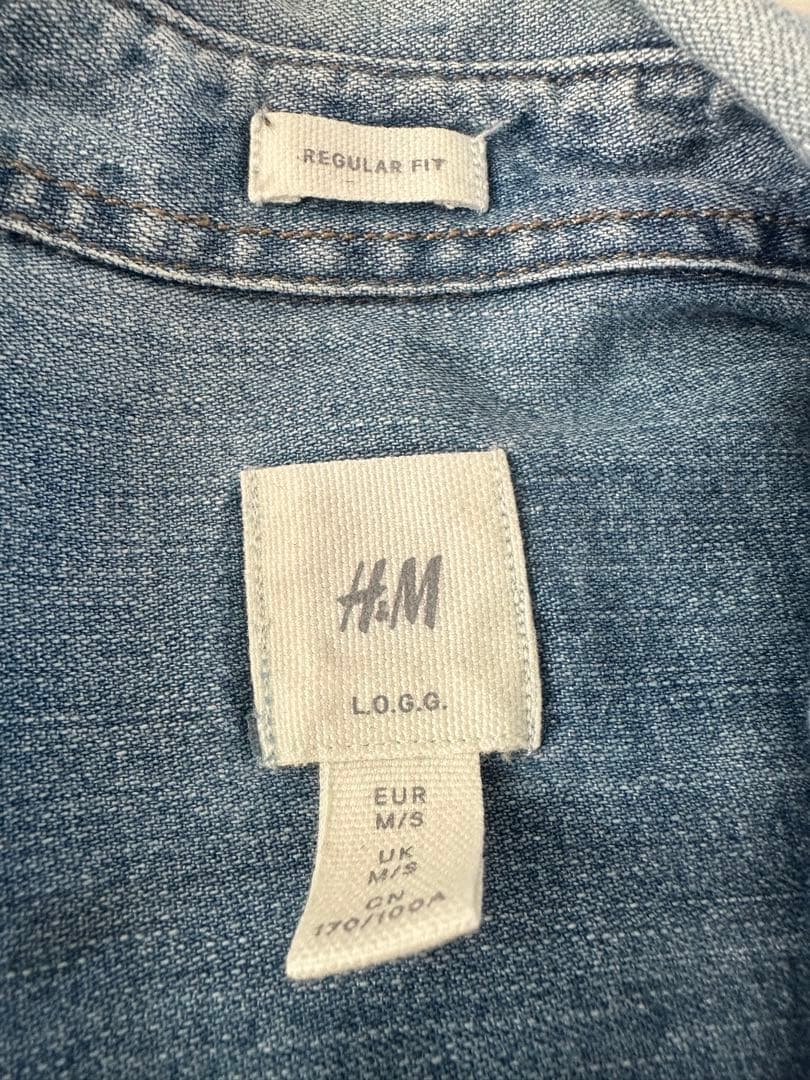 REGULAR FIT
H&M
L.O.G.G.
EUR
M/S
UK
M/S
CN
170/100A